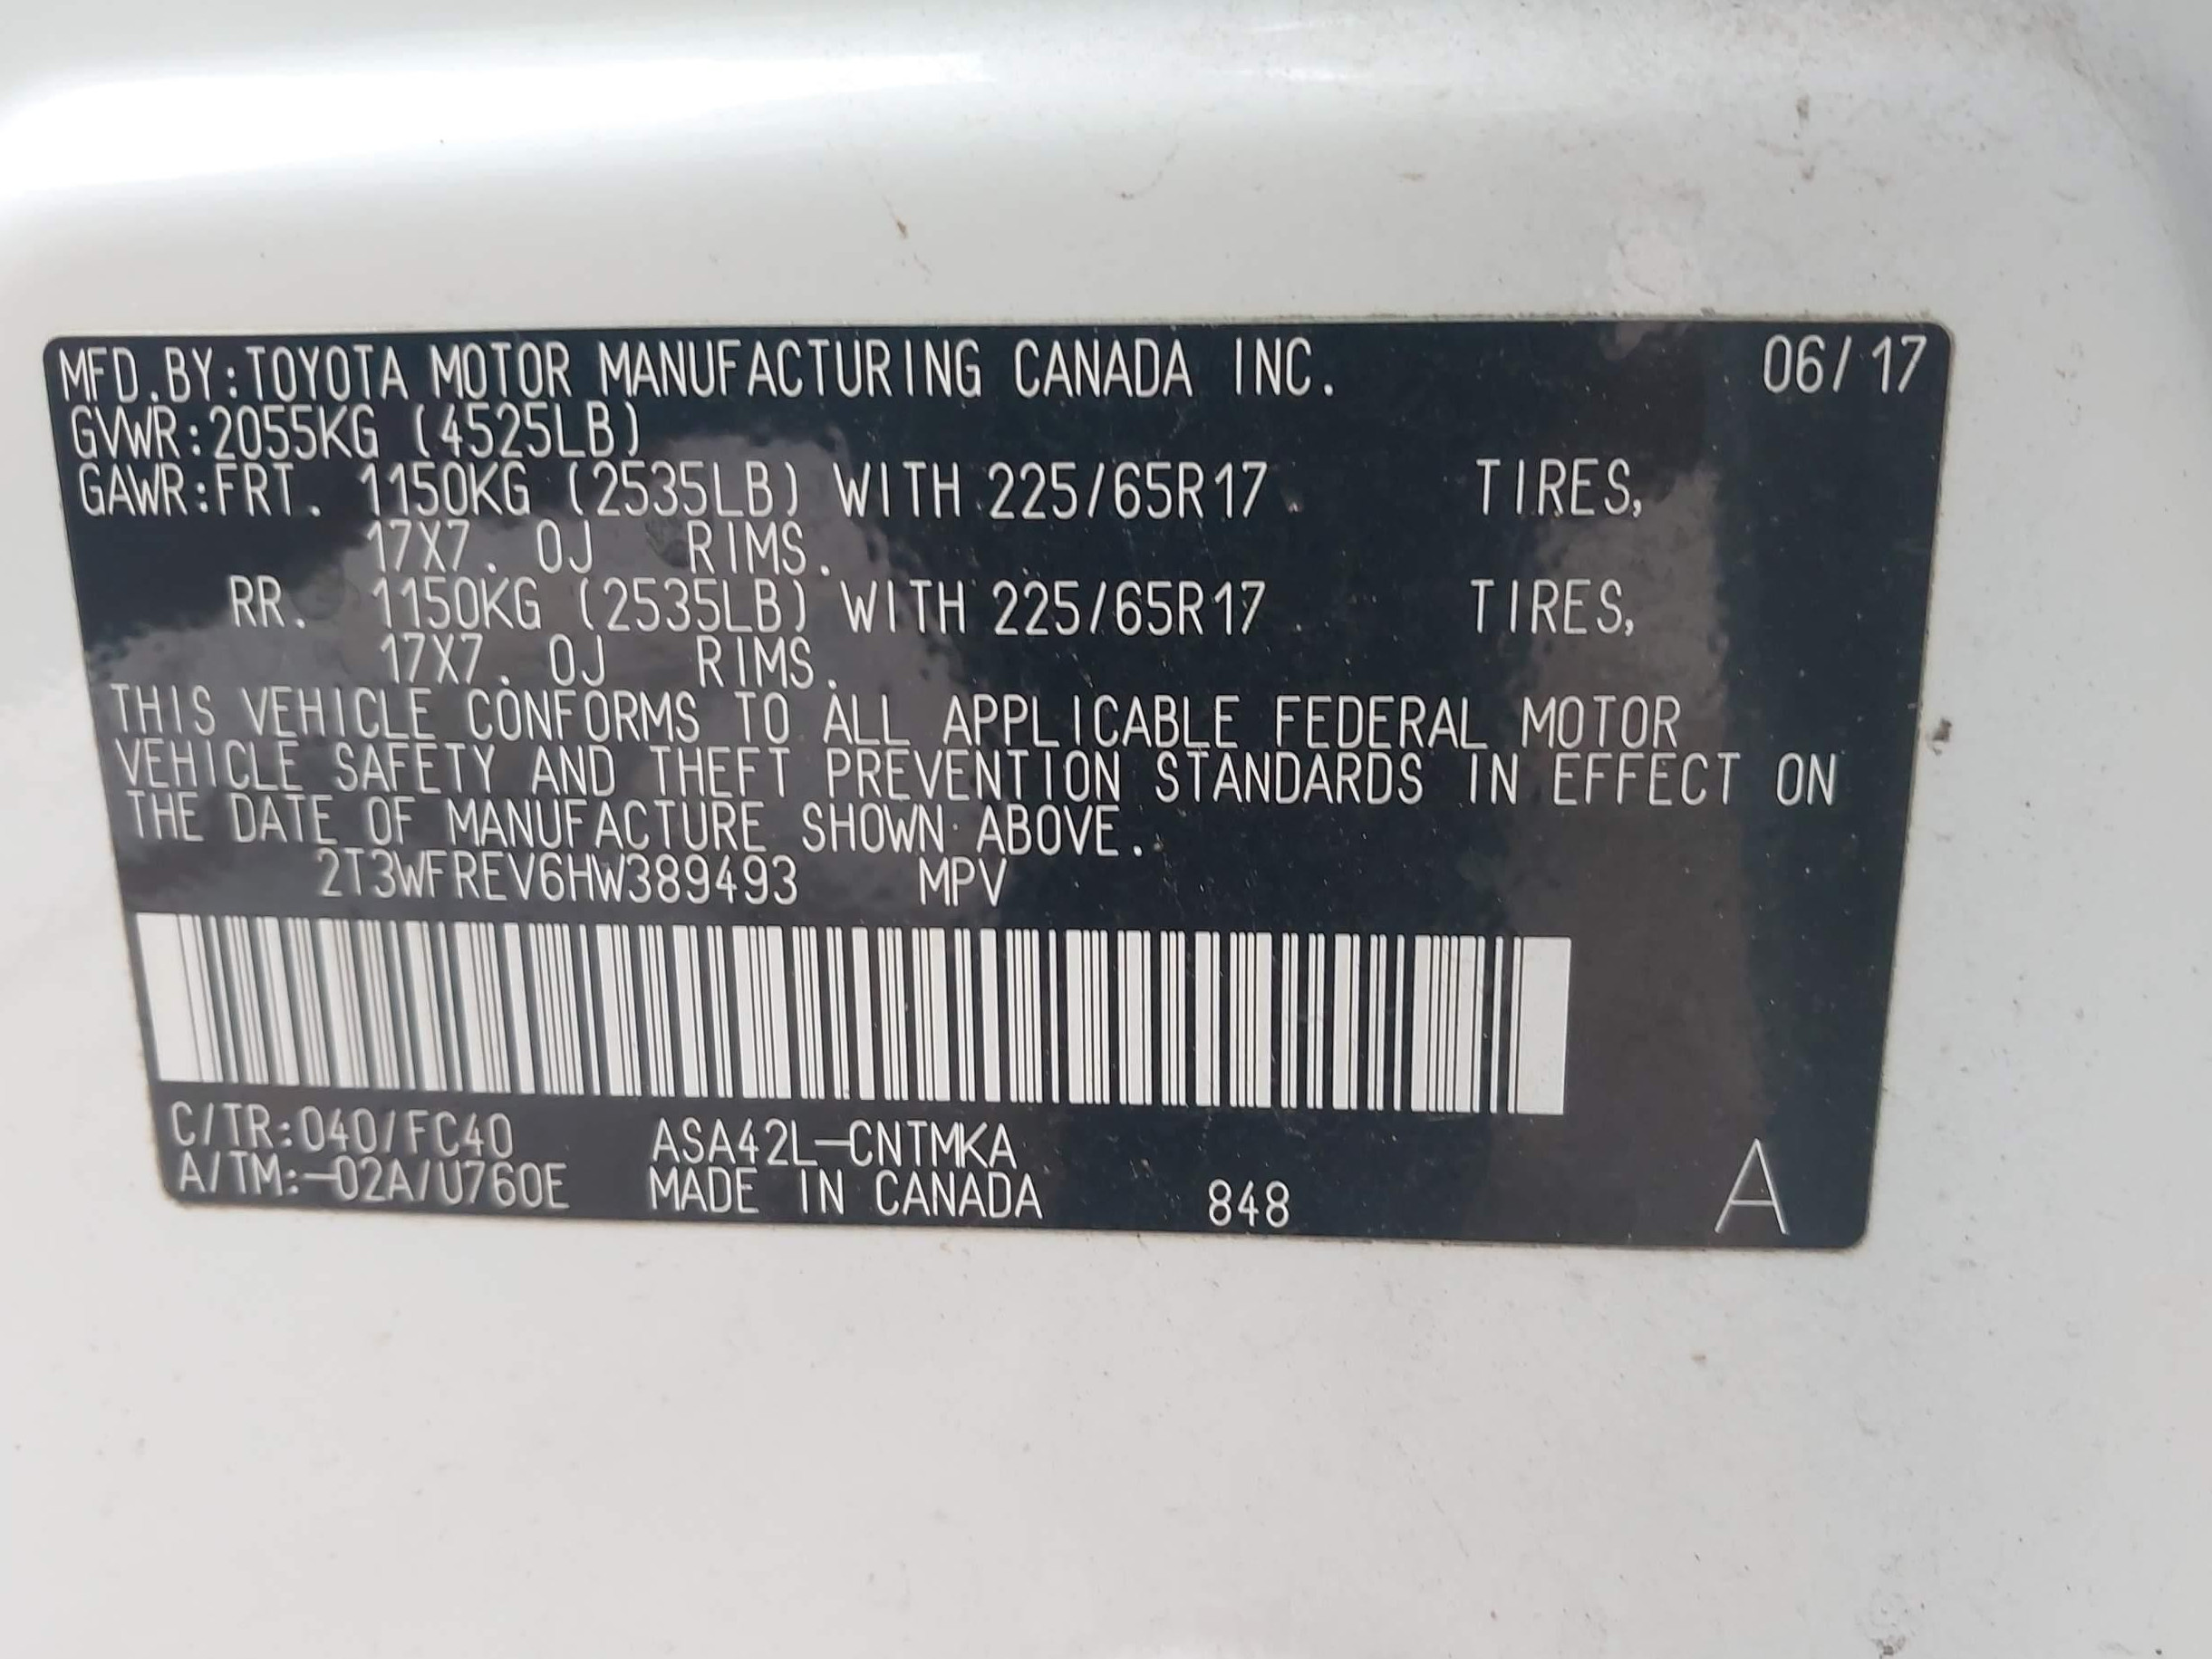 MFD.BY:TOYOTA MOTOR MANUFACTURING CANADA INC. 06/17
GVWR:2055KG (4525LB)
GAWR:FRT. 1150KG (2535LB) WITH 225/65R17 TIRES,
17X7. 0J RIMS.
RR. 1150KG (2535LB) WITH 225/65R17 TIRES,
17X7. 0J RIMS.
THIS VEHICLE CONFORMS TO ALL APPLICABLE FEDERAL MOTOR
VEHICLE SAFETY AND THEFT PREVENTION STANDARDS IN EFFECT ON
THE DATE OF MANUFACTURE SHOWN ABOVE.
2T3WFREV6HW389493 MPV
C/TR:040/FC40 ASA42L-CNTMKA
A/TM:-02A/U760E MADE IN CANADA 848 A